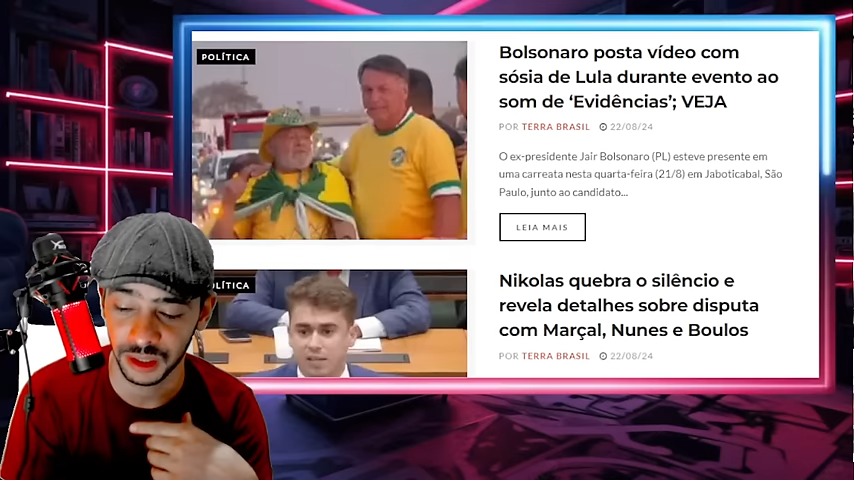 POLÍTICA
Bolsonaro posta vídeo com
sósia de Lula durante evento ao
som de ‘Evidências’; VEJA
POR TERRA BRASIL 22/08/24
O ex-presidente Jair Bolsonaro (PL) esteve presente em
uma carreata nesta quarta-feira (21/8) em Jaboticabal, São
Paulo, junto ao candidato...
LEIA MAIS
OLÍTICA
Nikolas quebra o silêncio e
revela detalhes sobre disputa
com Marçal, Nunes e Boulos
POR TERRA BRASIL 22/08/24